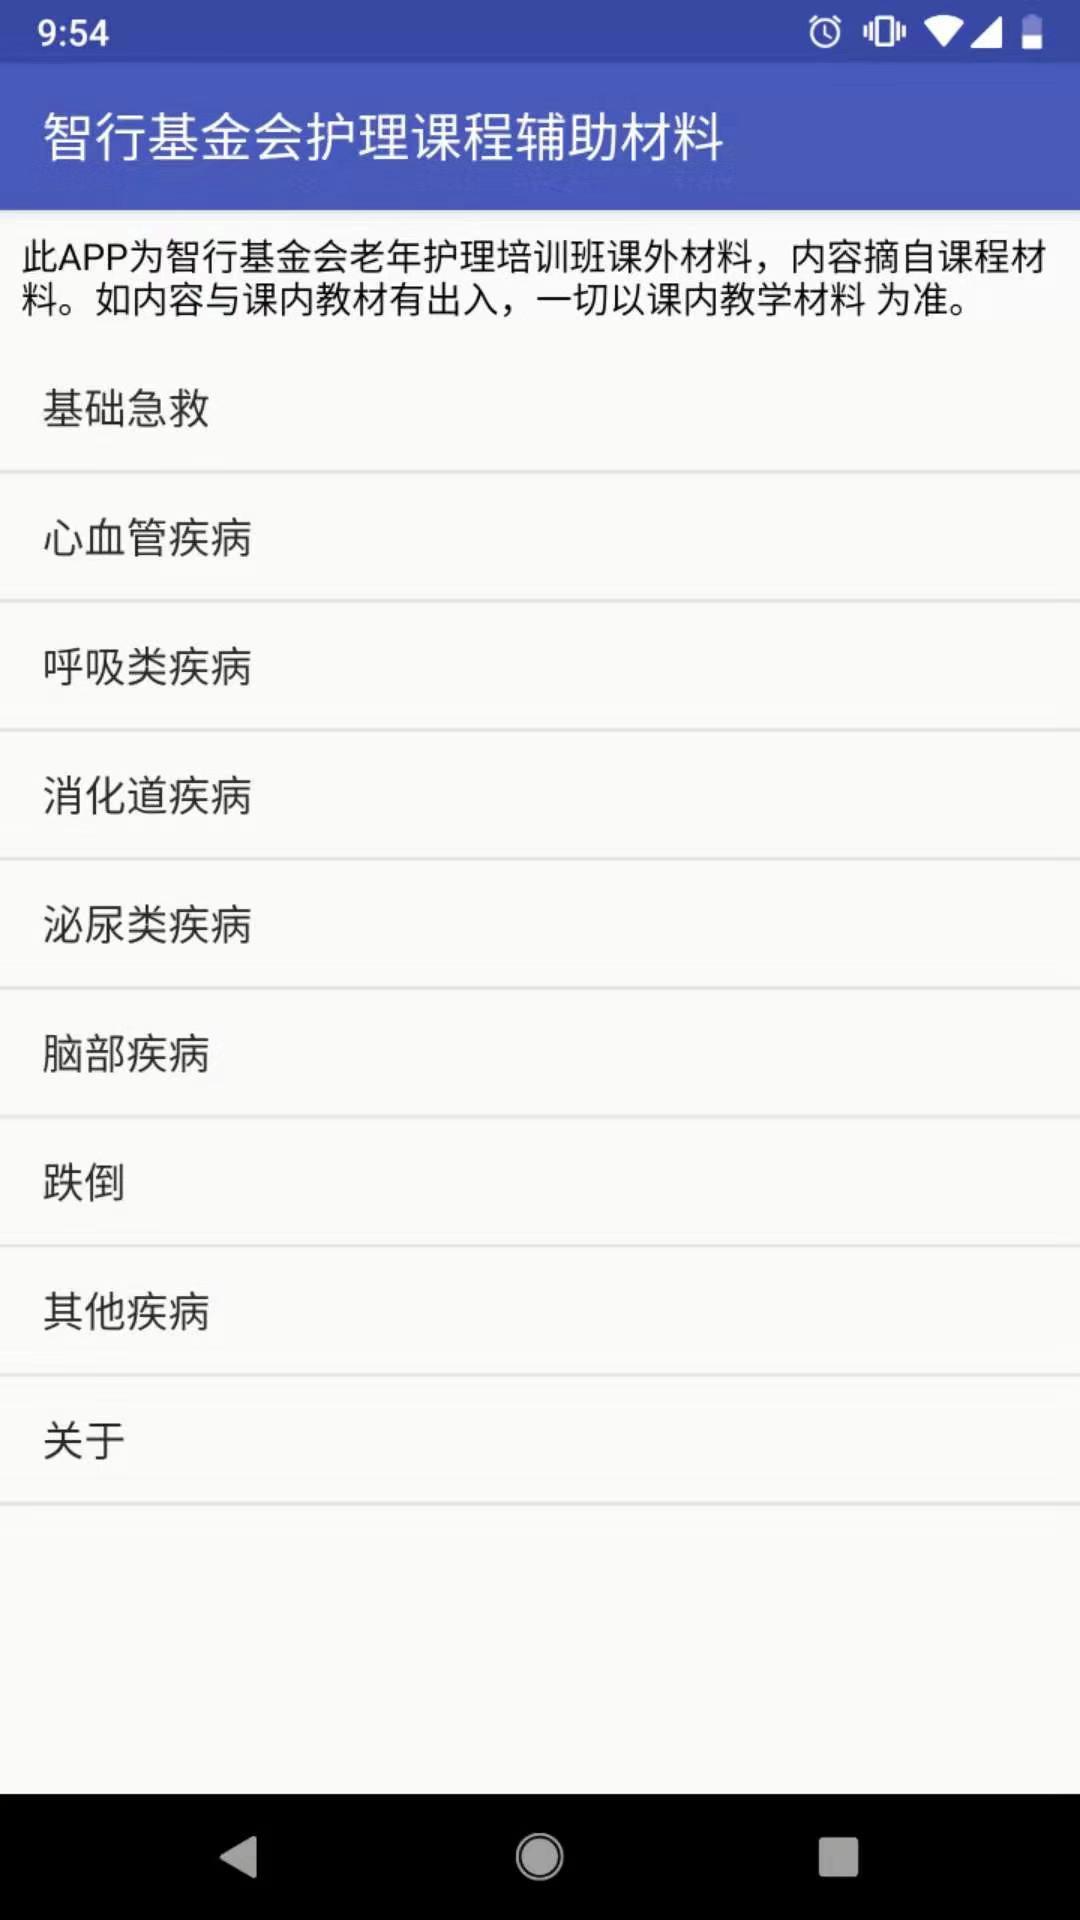 9:54
智行基金会护理课程辅助材料
此APP为智行基金会老年护理培训班课外材料，内容摘自课程材
料。如内容与课内教材有出入，一切以课内教学材料 为准。
基础急救
心血管疾病
呼吸类疾病
消化道疾病
泌尿类疾病
脑部疾病
跌倒
其他疾病
关于